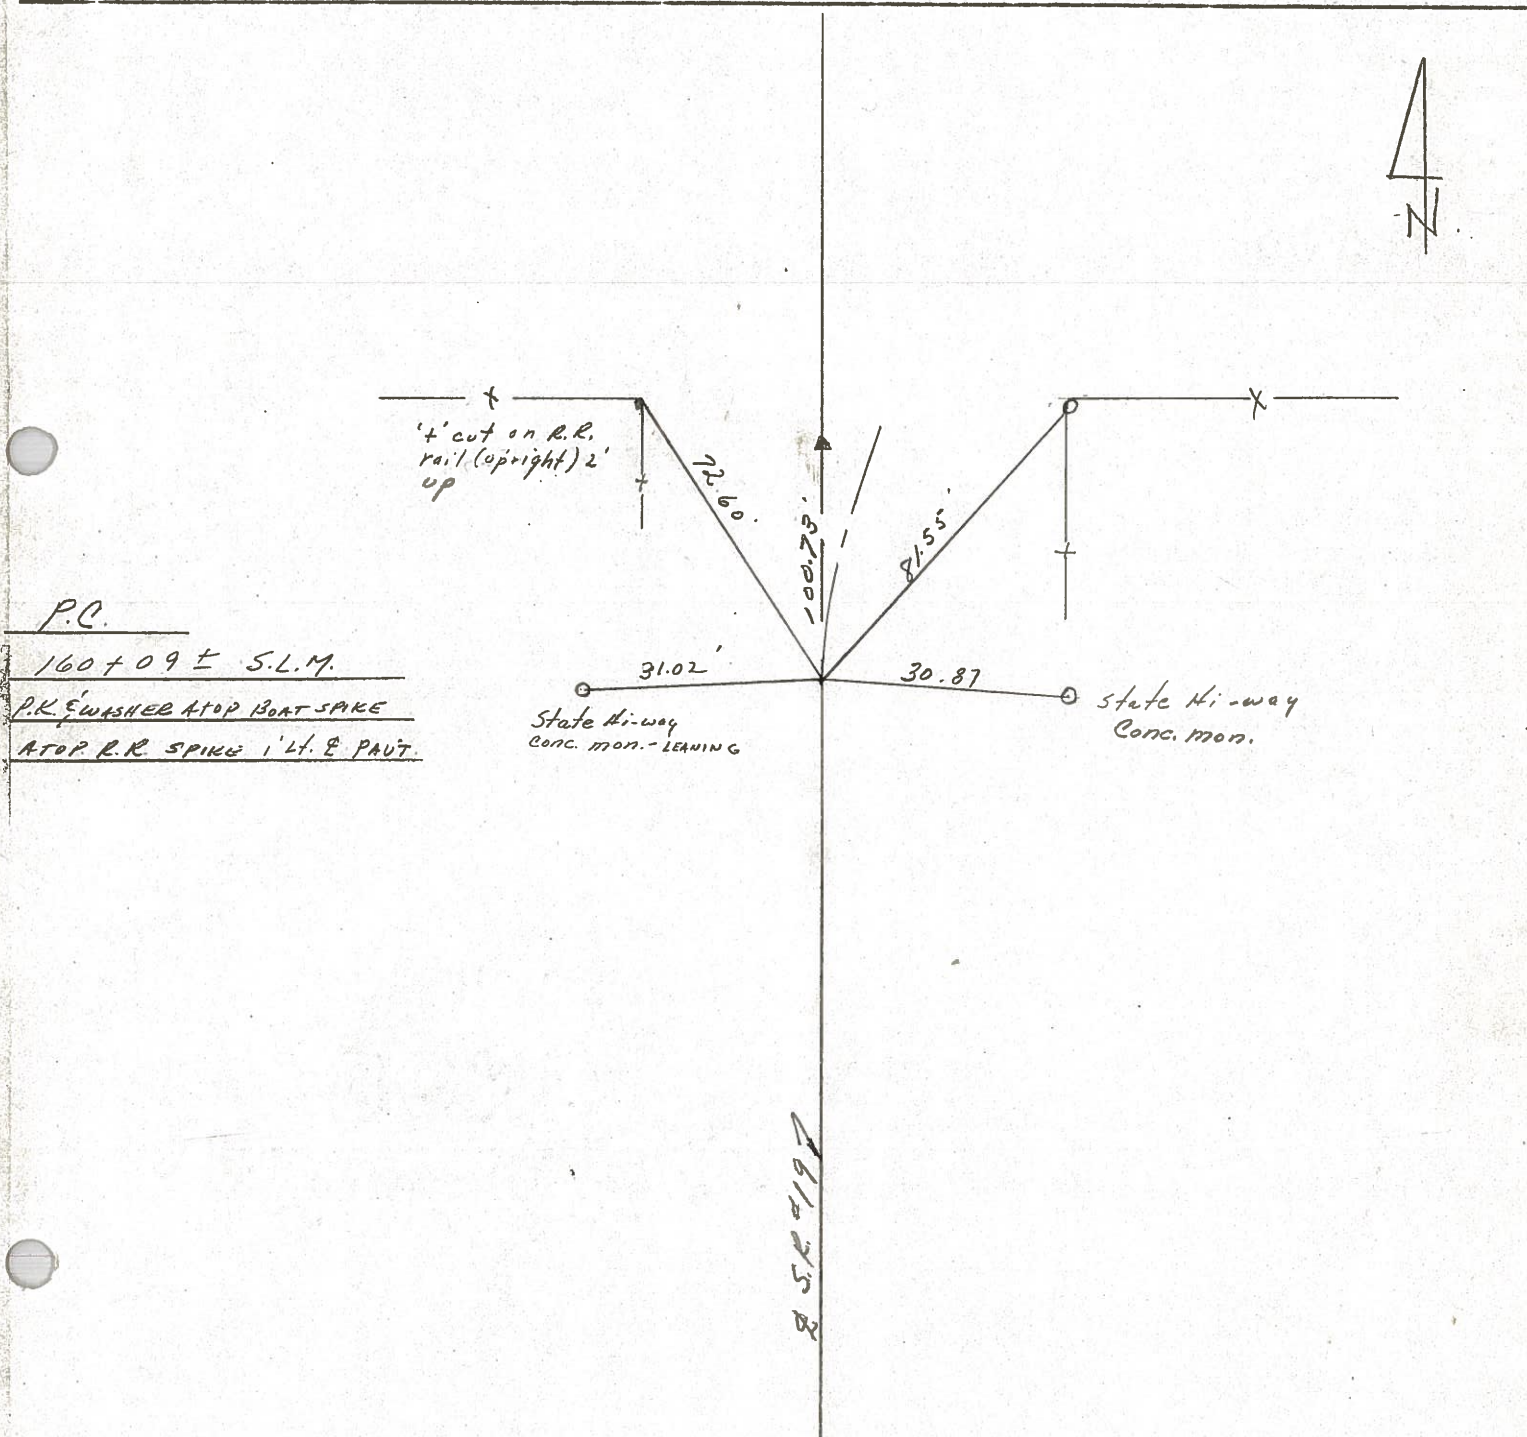 N
'+' cut on R.R.
rail (upright) 2'
up
72.60'
100.73'
81.55'
P.C.
160+09± S.L.M.
P.K. & WASHER ATOP BOAT SPIKE
ATOP R.R. SPIKE 1' Lt. ℄ PAV'T.
31.02'
30.87
State Hi-way
Conc. mon. - LEANING
State Hi-way
Conc. mon.
℄ S.R. #197